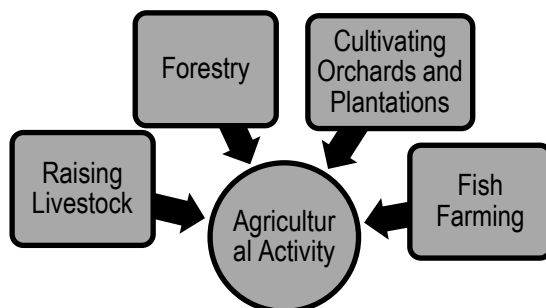 Forestry
Cultivating
Orchards and
Plantations
Raising
Livestock
Fish
Farming
Agricultur
al Activity